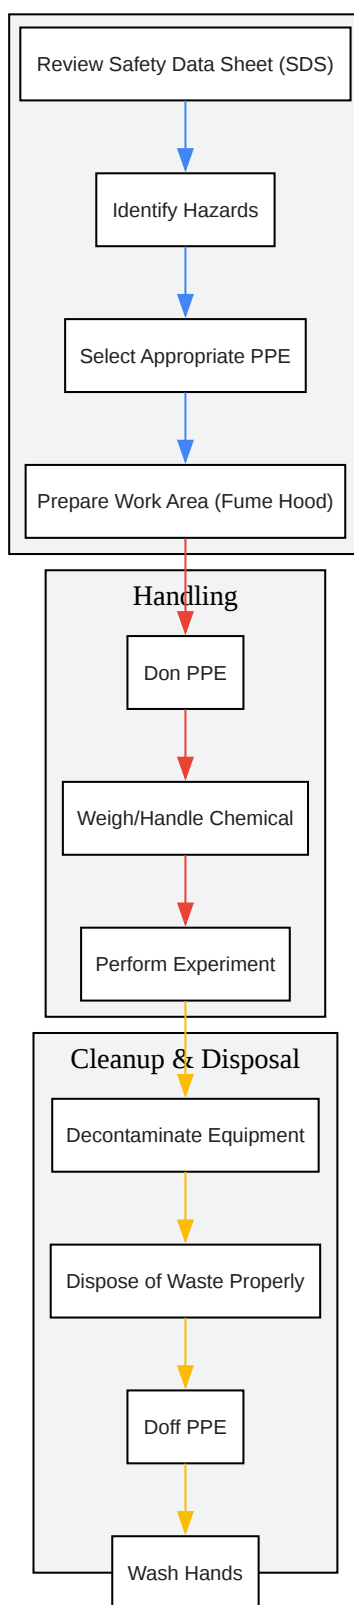 Review Safety Data Sheet (SDS)
Identify Hazards
Select Appropriate PPE
Prepare Work Area (Fume Hood)
Handling
Don PPE
Weigh/Handle Chemical
Perform Experiment
Cleanup & Disposal
Decontaminate Equipment
Dispose of Waste Properly
Doff PPE
Wash Hands